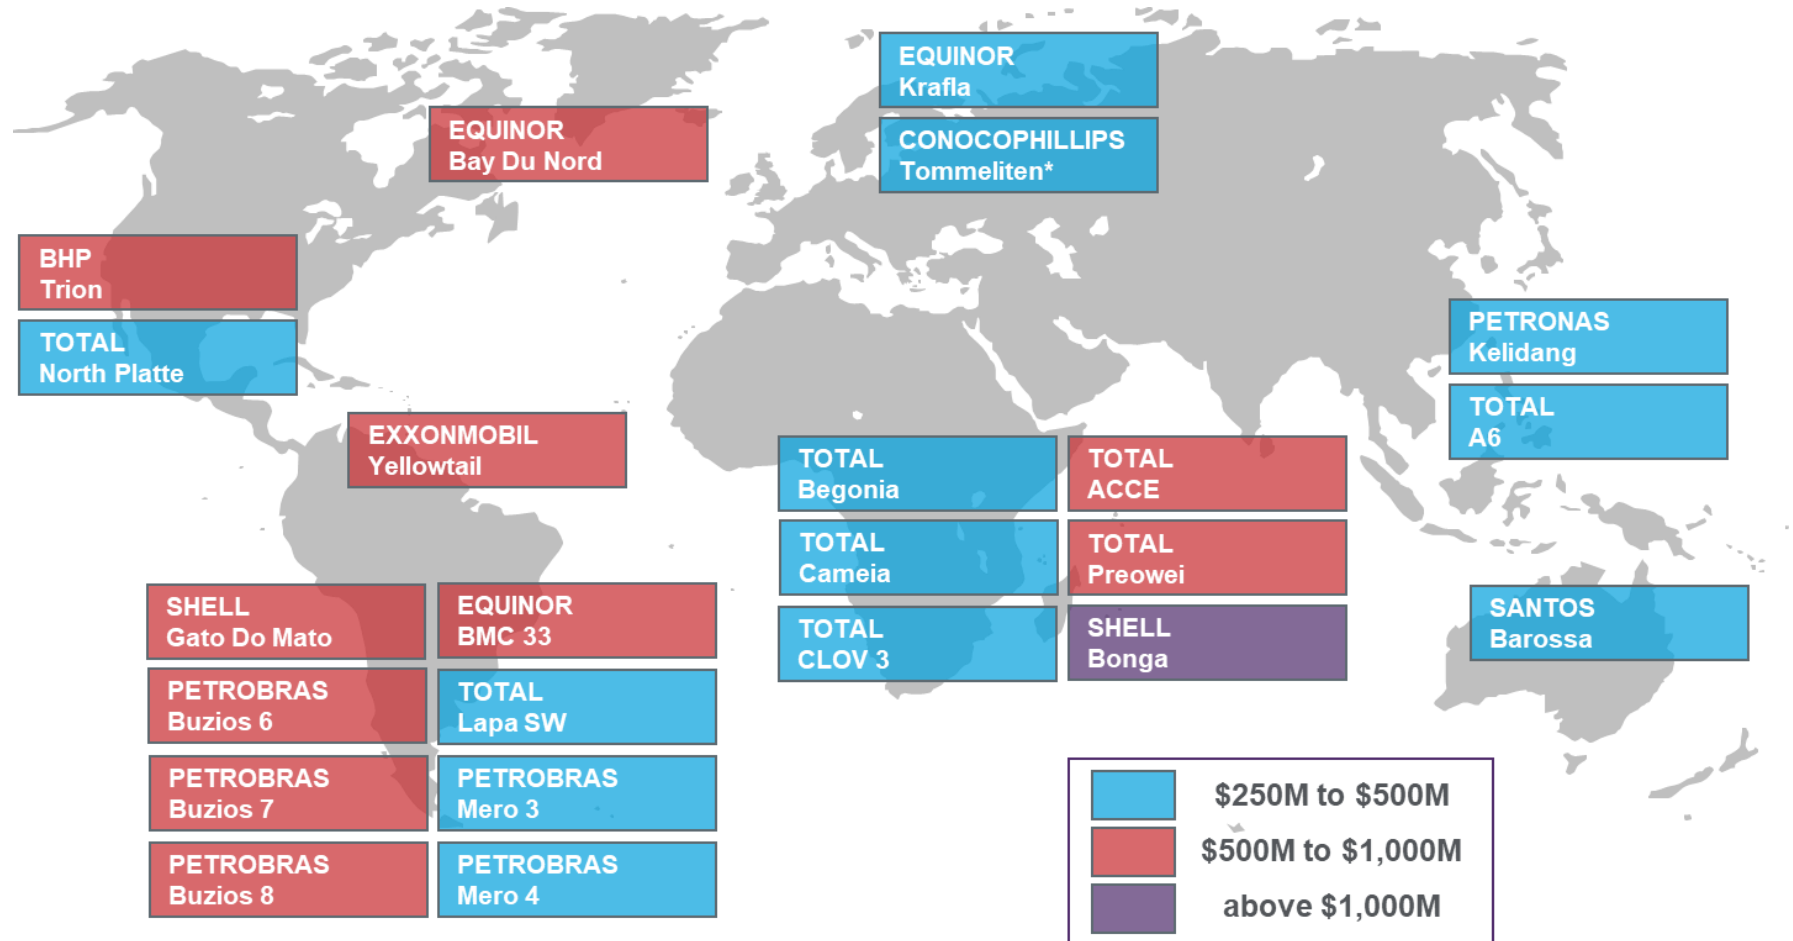 EQUINOR
Krafla
CONOCOPHILLIPS
Tommeliten*
EQUINOR
Bay Du Nord
BHP
Trion
TOTAL
North Platte
EXXONMOBIL
Yellowtail
PETRONAS
Kelidang
TOTAL
A6
TOTAL
Begonia
TOTAL
ACCE
TOTAL
Cameia
TOTAL
Preowei
TOTAL
CLOV 3
SHELL
Bonga
SANTOS
Barossa
SHELL
Gato Do Mato
EQUINOR
BMC 33
PETROBRAS
Buzios 6
TOTAL
Lapa SW
PETROBRAS
Buzios 7
PETROBRAS
Mero 3
PETROBRAS
Buzios 8
PETROBRAS
Mero 4
$250M to $500M
$500M to $1,000M
above $1,000M